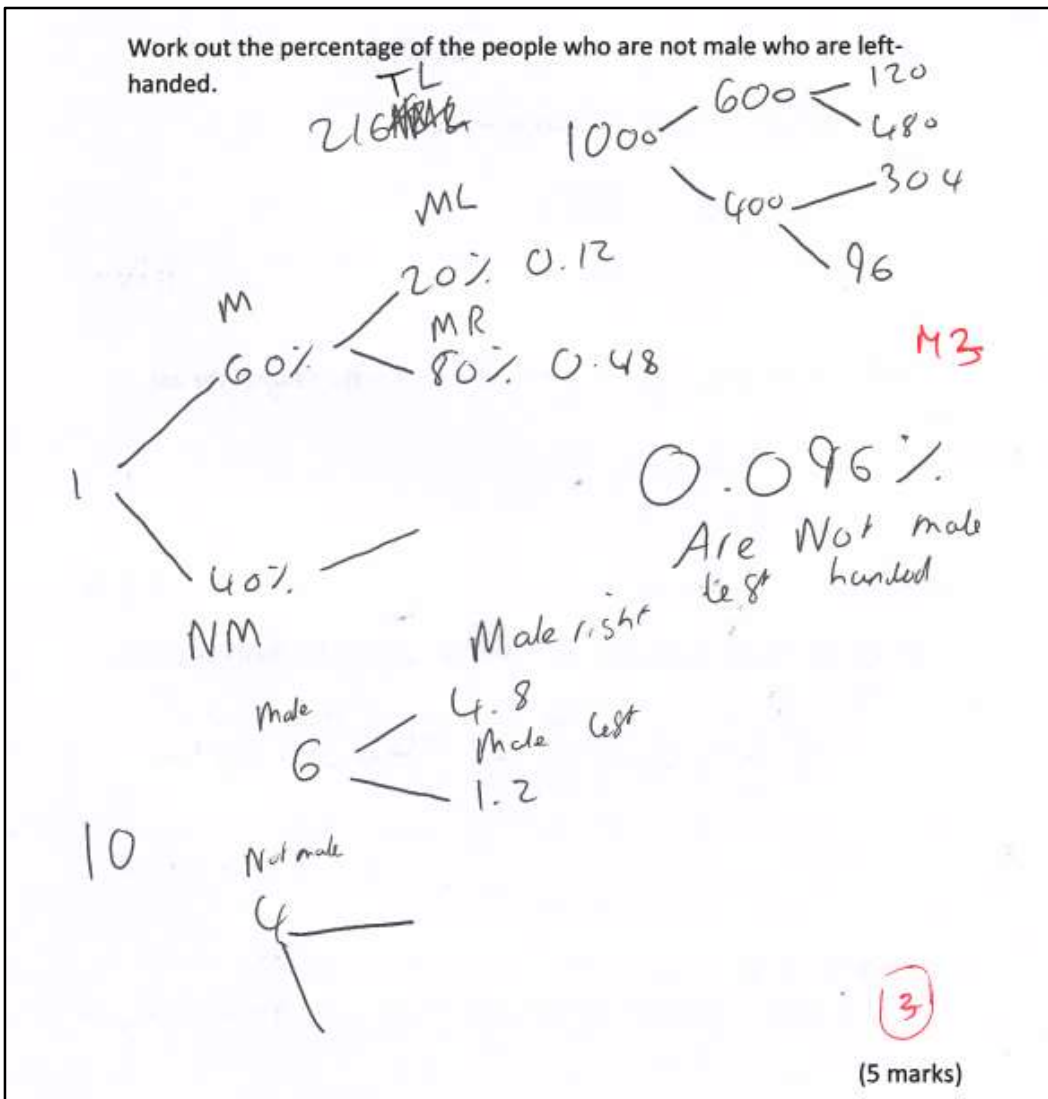 Work out the percentage of the people who are not male who are left-
handed.
TL
216
1000
600
120
480
400
304
96
ML
20% 0.12
M
60%
MR
80% 0.48
M3
1
0.096%
Are Not male
left handed
40%
NM
Male right
4.8
Male
6
Male left
1.2
10
Not male
4
3
(5 marks)